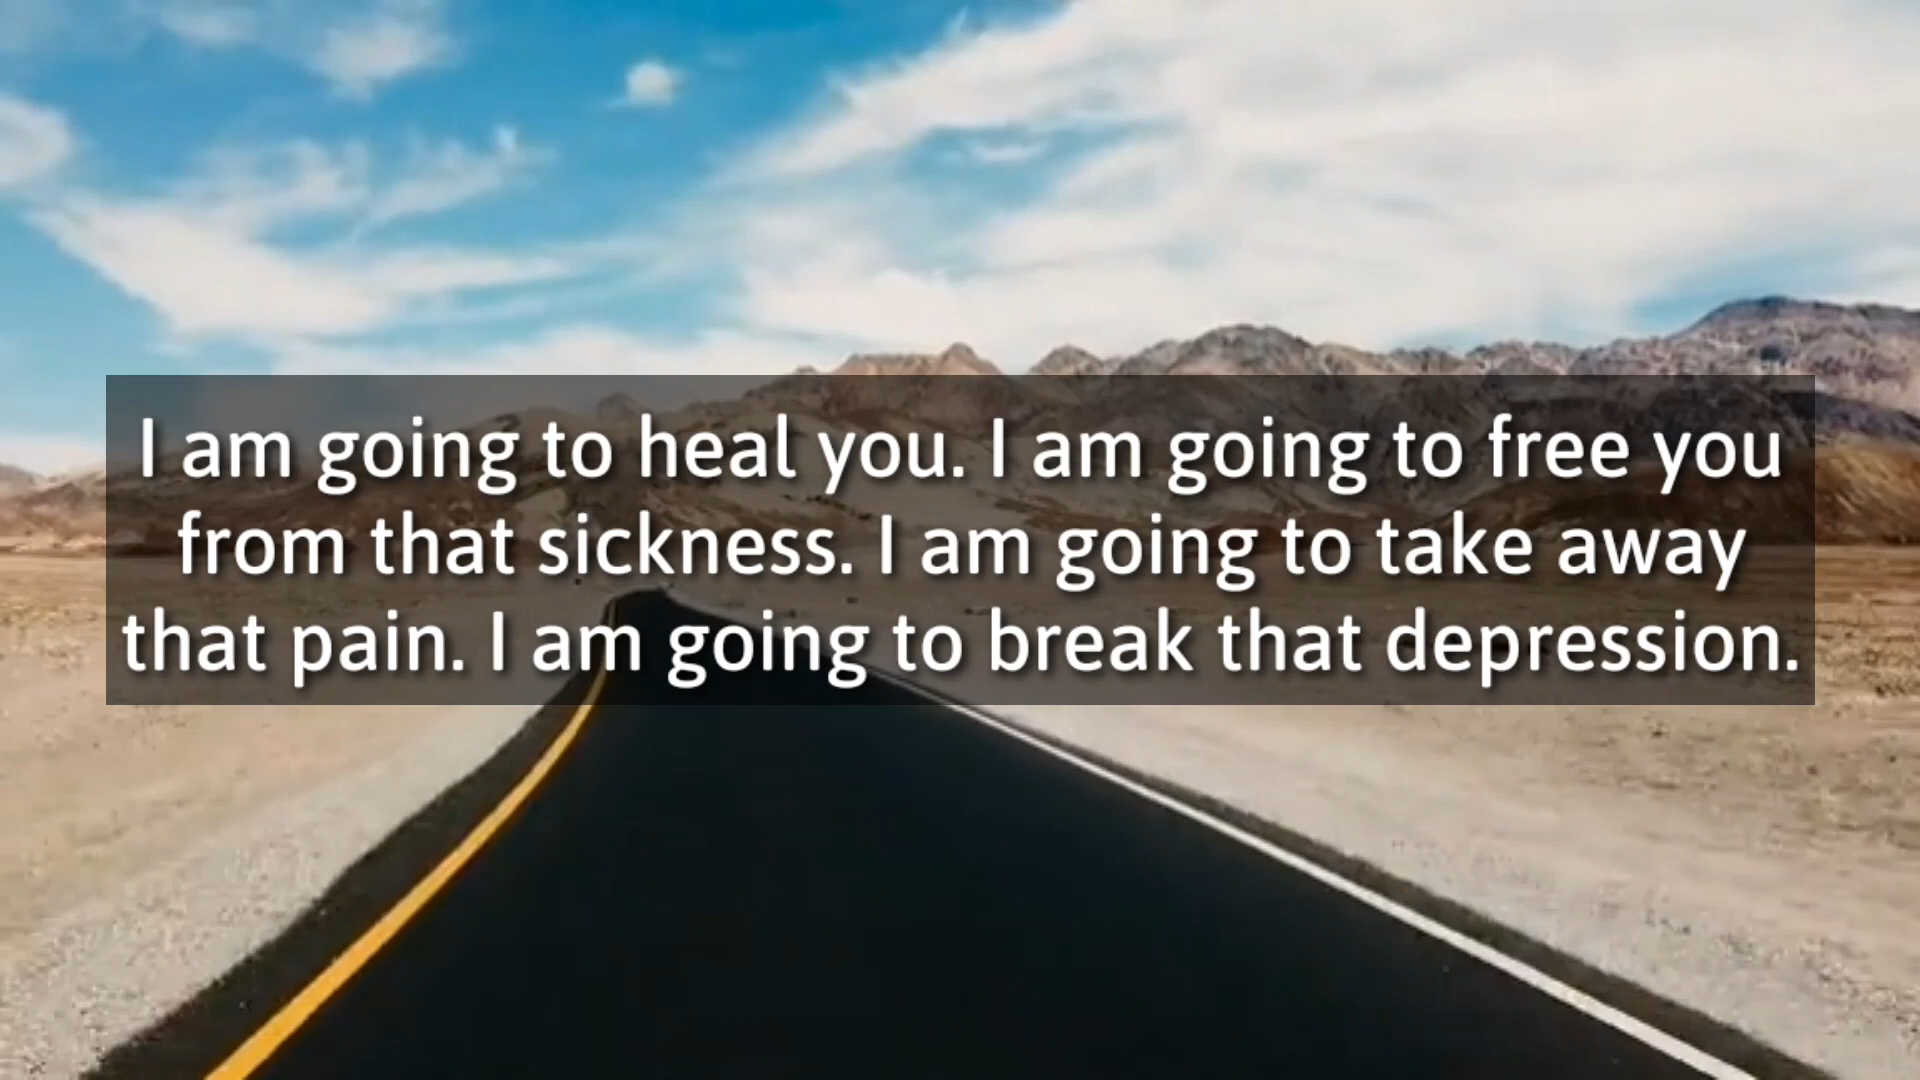 I am going to heal you. I am going to free you
from that sickness. I am going to take away
that pain. I am going to break that depression.